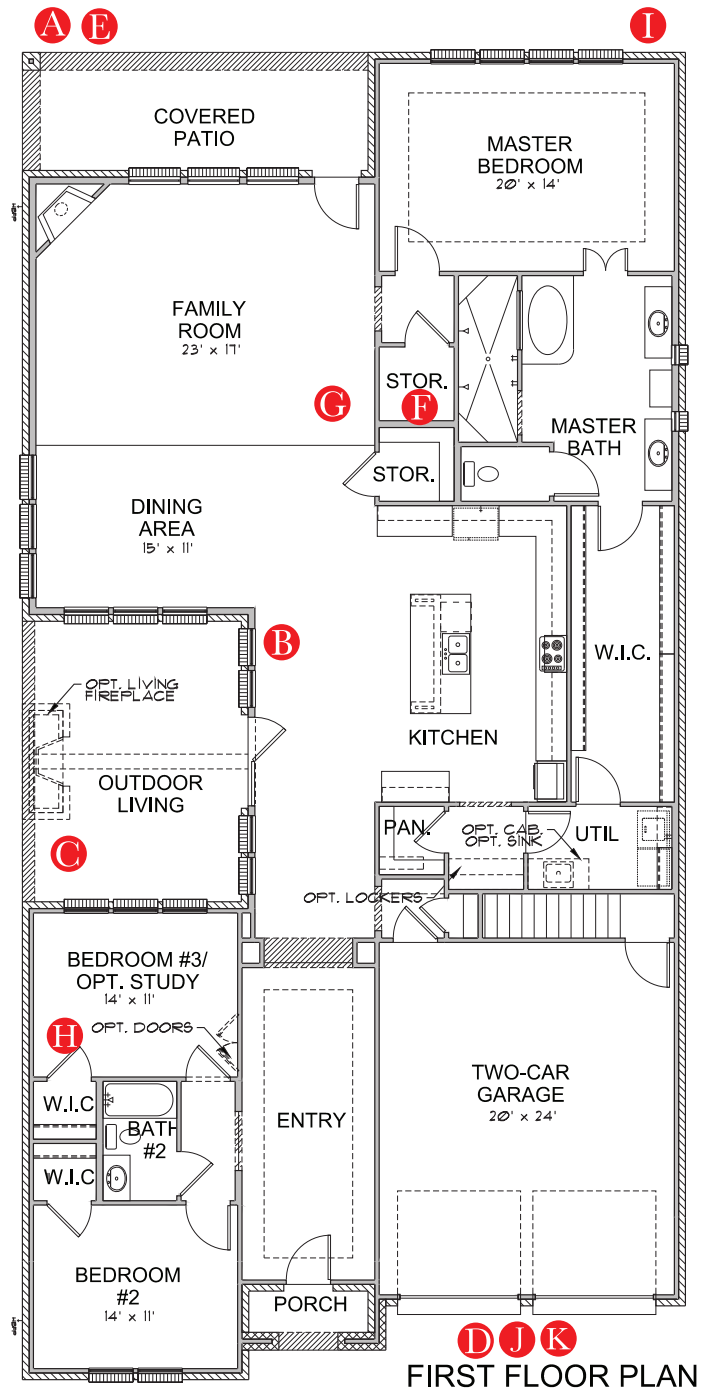 A E I
COVERED
PATIO
MASTER
BEDROOM
20' x 14'
FAMILY
ROOM
23' x 17'
STOR.
G F
MASTER
BATH
STOR.
DINING
AREA
15' x 11'
B
W.I.C.
OPT. LIVING
FIREPLACE
KITCHEN
OUTDOOR
LIVING
PAN.
OPT. CAB.
OPT. SINK
UTIL
C
OPT. LOCKERS
BEDROOM #3/
OPT. STUDY
14' x 11'
OPT. DOORS
H
TWO-CAR
GARAGE
20' x 24'
W.I.C
BATH
#2
ENTRY
W.I.C
BEDROOM
#2
14' x 11'
PORCH
D J K
FIRST FLOOR PLAN